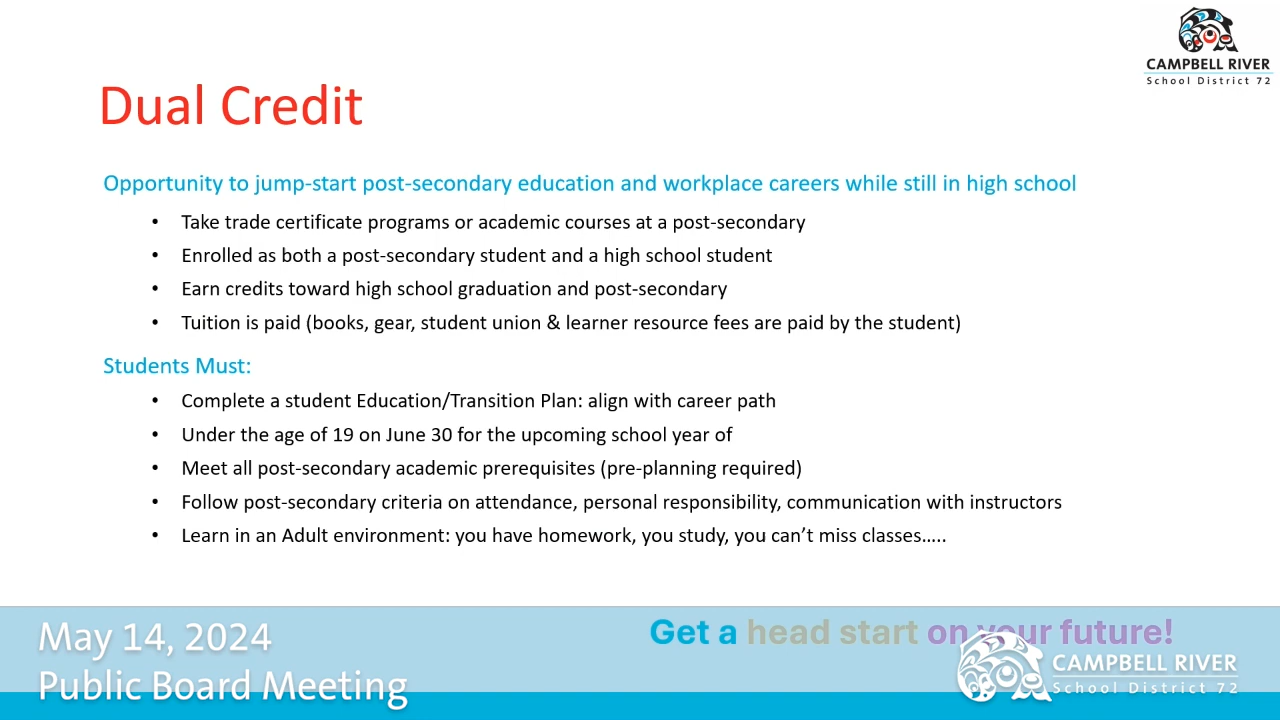 CAMPBELL RIVER
School District 72
Dual Credit
Opportunity to jump-start post-secondary education and workplace careers while still in high school
• Take trade certificate programs or academic courses at a post-secondary
• Enrolled as both a post-secondary student and a high school student
• Earn credits toward high school graduation and post-secondary
• Tuition is paid (books, gear, student union & learner resource fees are paid by the student)
Students Must:
• Complete a student Education/Transition Plan: align with career path
• Under the age of 19 on June 30 for the upcoming school year of
• Meet all post-secondary academic prerequisites (pre-planning required)
• Follow post-secondary criteria on attendance, personal responsibility, communication with instructors
• Learn in an Adult environment: you have homework, you study, you can’t miss classes…..
Get a head start on your future!
May 14, 2024
Public Board Meeting
CAMPBELL RIVER
School District 72